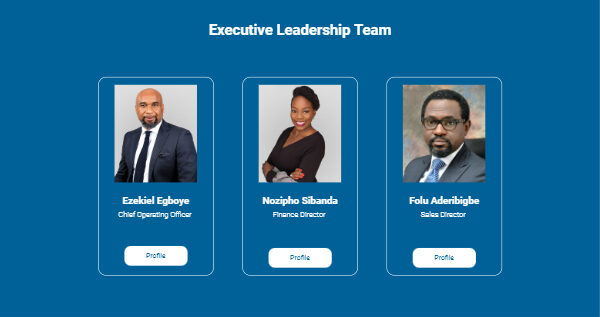 Executive Leadership Team
Ezekiel Egboye
Chief Operating Officer
Profile
Nozipho Sibanda
Finance Director
Profile
Folu Aderibigbe
Sales Director
Profile